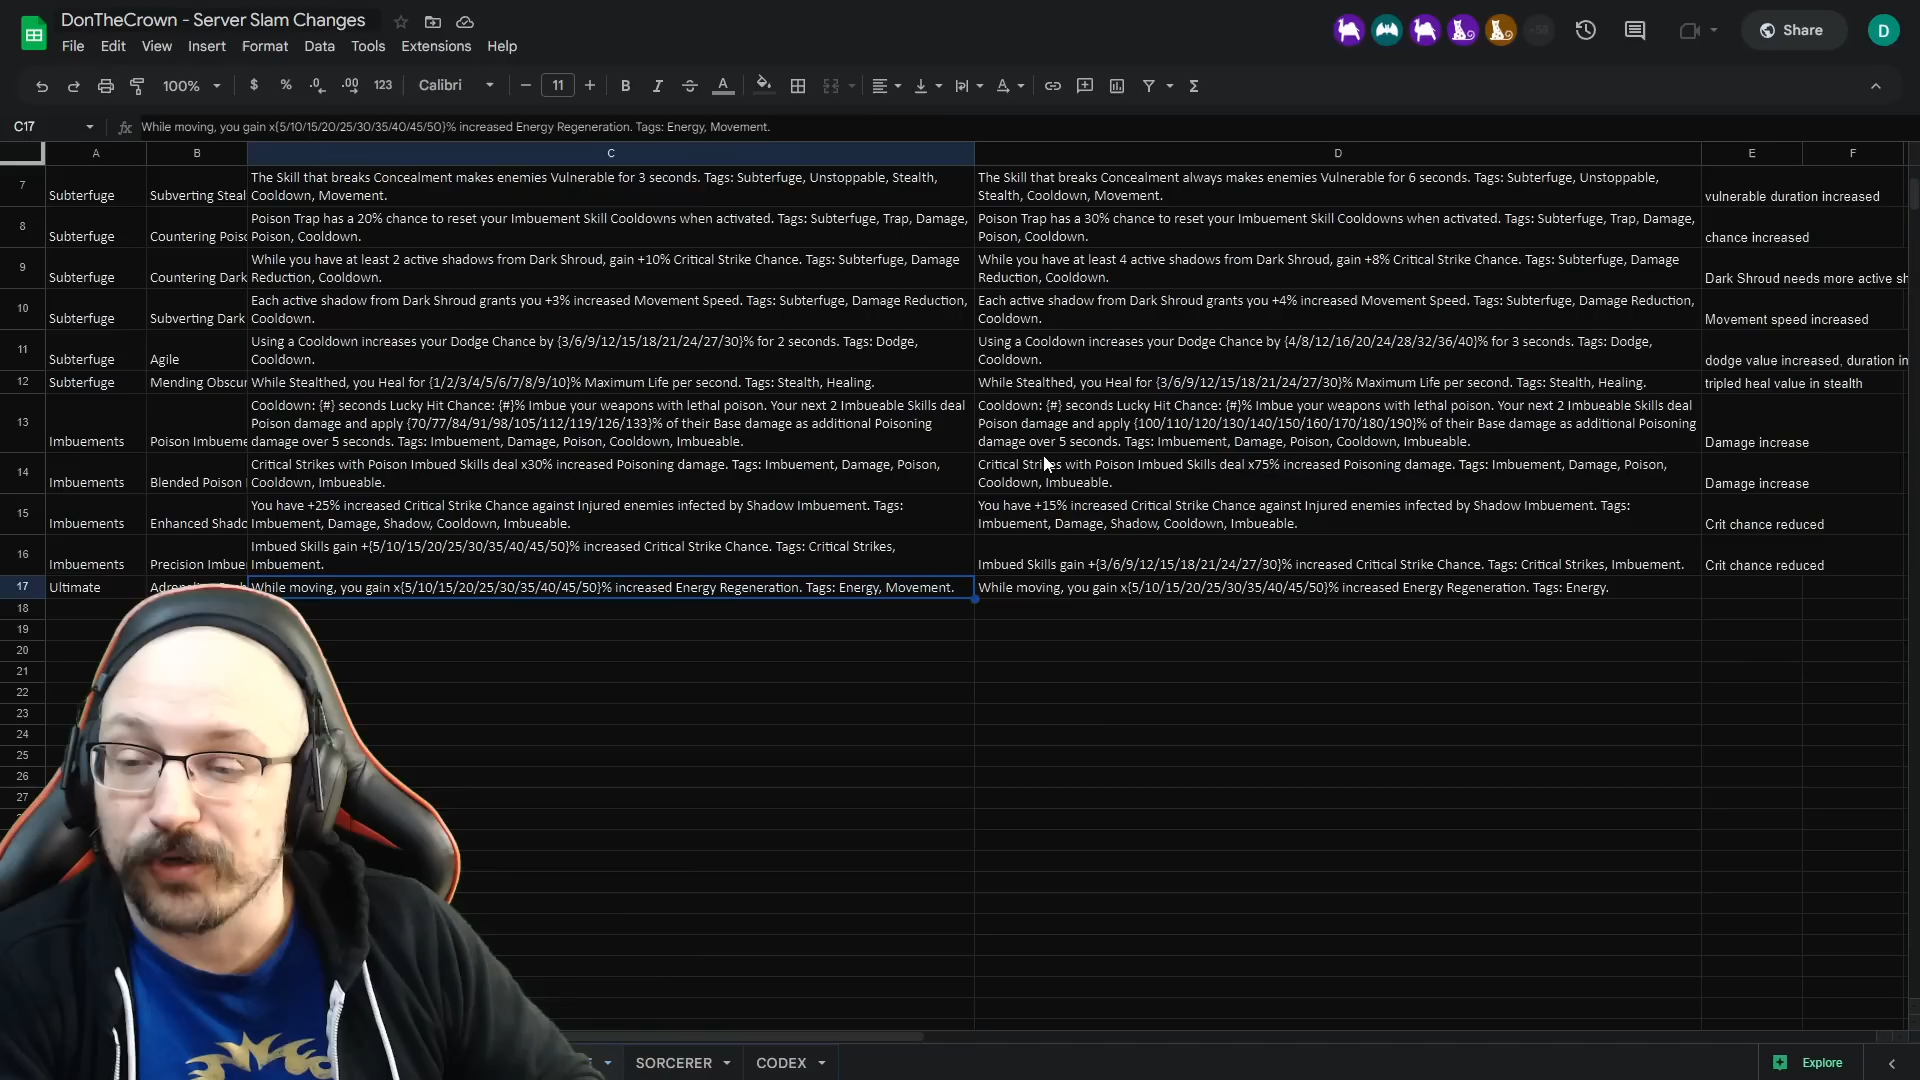 DonTheCrown - Server Slam Changes
Share
D
File Edit View Insert Format Data Tools Extensions Help
100% $ % .0 .00 123 Calibri 11 B I A
C17
fx While moving, you gain x{5/10/15/20/25/30/35/40/45/50}% increased Energy Regeneration. Tags: Energy, Movement.
A B C D E F
7 Subterfuge Subverting Steal
The Skill that breaks Concealment makes enemies Vulnerable for 3 seconds. Tags: Subterfuge, Unstoppable, Stealth,
Cooldown, Movement.
The Skill that breaks Concealment always makes enemies Vulnerable for 6 seconds. Tags: Subterfuge, Unstoppable,
Stealth, Cooldown, Movement.
vulnerable duration increased
8 Subterfuge Countering Poiso
Poison Trap has a 20% chance to reset your Imbuement Skill Cooldowns when activated. Tags: Subterfuge, Trap, Damage,
Poison, Cooldown.
Poison Trap has a 30% chance to reset your Imbuement Skill Cooldowns when activated. Tags: Subterfuge, Trap, Damage,
Poison, Cooldown.
chance increased
9 Subterfuge Countering Dark
While you have at least 2 active shadows from Dark Shroud, gain +10% Critical Strike Chance. Tags: Subterfuge, Damage
Reduction, Cooldown.
While you have at least 4 active shadows from Dark Shroud, gain +8% Critical Strike Chance. Tags: Subterfuge, Damage
Reduction, Cooldown.
Dark Shroud needs more active sh
10 Subterfuge Subverting Dark
Each active shadow from Dark Shroud grants you +3% increased Movement Speed. Tags: Subterfuge, Damage Reduction,
Cooldown.
Each active shadow from Dark Shroud grants you +4% increased Movement Speed. Tags: Subterfuge, Damage Reduction,
Cooldown.
Movement speed increased
11 Subterfuge Agile
Using a Cooldown increases your Dodge Chance by {3/6/9/12/15/18/21/24/27/30}% for 2 seconds. Tags: Dodge,
Cooldown.
Using a Cooldown increases your Dodge Chance by {4/8/12/16/20/24/28/32/36/40}% for 3 seconds. Tags: Dodge,
Cooldown.
dodge value increased, duration in
12 Subterfuge Mending Obscur
While Stealthed, you Heal for {1/2/3/4/5/6/7/8/9/10}% Maximum Life per second. Tags: Stealth, Healing.
While Stealthed, you Heal for {3/6/9/12/15/18/21/24/27/30}% Maximum Life per second. Tags: Stealth, Healing.
tripled heal value in stealth
13 Imbuements Poison Imbueme
Cooldown: {#} seconds Lucky Hit Chance: {#}% Imbue your weapons with lethal poison. Your next 2 Imbueable Skills deal
Poison damage and apply {70/77/84/91/98/105/112/119/126/133}% of their Base damage as additional Poisoning
damage over 5 seconds. Tags: Imbuement, Damage, Poison, Cooldown, Imbueable.
Cooldown: {#} seconds Lucky Hit Chance: {#}% Imbue your weapons with lethal poison. Your next 2 Imbueable Skills deal
Poison damage and apply {100/110/120/130/140/150/160/170/180/190}% of their Base damage as additional Poisoning
damage over 5 seconds. Tags: Imbuement, Damage, Poison, Cooldown, Imbueable.
Damage increase
14 Imbuements Blended Poison
Critical Strikes with Poison Imbued Skills deal x30% increased Poisoning damage. Tags: Imbuement, Damage, Poison,
Cooldown, Imbueable.
Critical Strikes with Poison Imbued Skills deal x75% increased Poisoning damage. Tags: Imbuement, Damage, Poison,
Cooldown, Imbueable.
Damage increase
15 Imbuements Enhanced Shado
You have +25% increased Critical Strike Chance against Injured enemies infected by Shadow Imbuement. Tags:
Imbuement, Damage, Shadow, Cooldown, Imbueable.
You have +15% increased Critical Strike Chance against Injured enemies infected by Shadow Imbuement. Tags:
Imbuement, Damage, Shadow, Cooldown, Imbueable.
Crit chance reduced
16 Imbuements Precision Imbue
Imbued Skills gain +{5/10/15/20/25/30/35/40/45/50}% increased Critical Strike Chance. Tags: Critical Strikes,
Imbuement.
Imbued Skills gain +{3/6/9/12/15/18/21/24/27/30}% increased Critical Strike Chance. Tags: Critical Strikes, Imbuement.
Crit chance reduced
17 Ultimate
While moving, you gain x{5/10/15/20/25/30/35/40/45/50}% increased Energy Regeneration. Tags: Energy, Movement.
While moving, you gain x{5/10/15/20/25/30/35/40/45/50}% increased Energy Regeneration. Tags: Energy.
18
19
20
21
22
23
24
25
26
27
SORCERER CODEX Explore